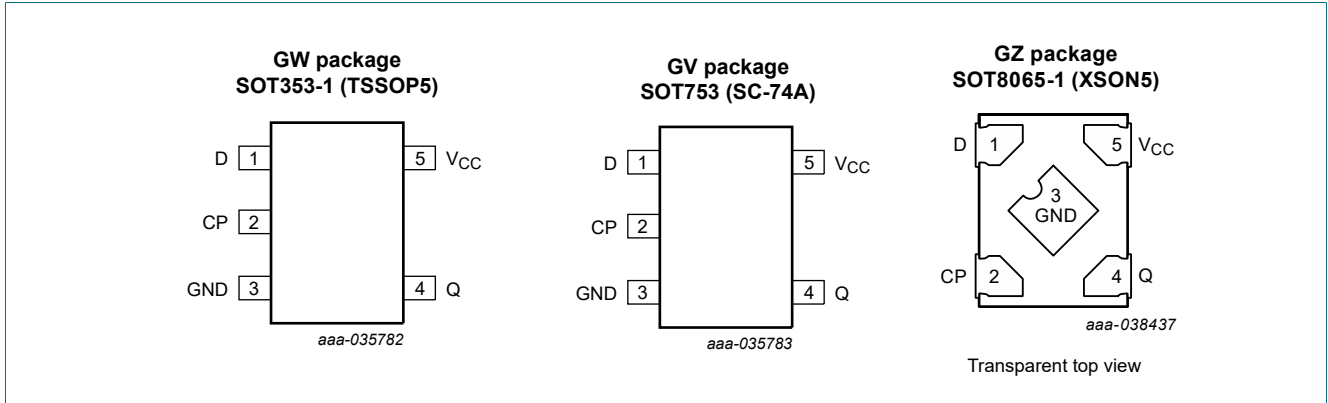 GW package
SOT353-1 (TSSOP5)
D 1
5 VCC
CP 2
GND 3
4 Q
aaa-035782
GV package
SOT753 (SC-74A)
D 1
5 VCC
CP 2
GND 3
4 Q
aaa-035783
GZ package
SOT8065-1 (XSON5)
D 1
5 VCC
3
GND
CP 2
4 Q
aaa-038437
Transparent top view